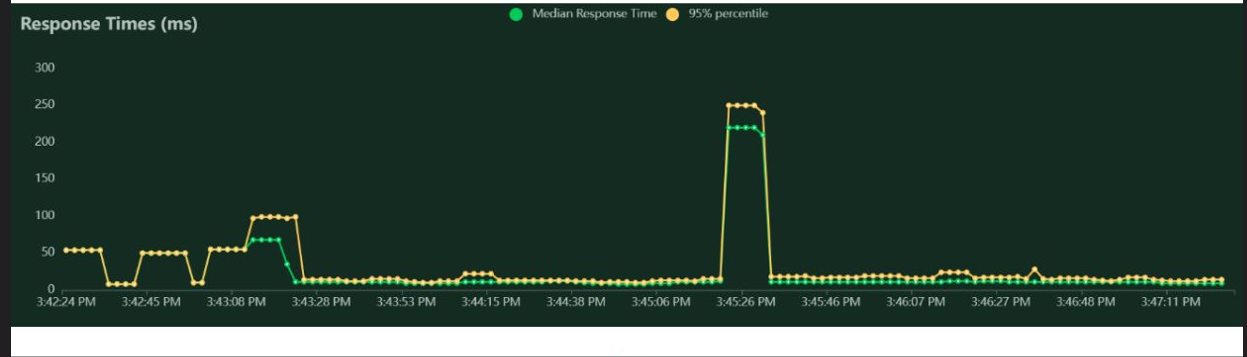 Response Times (ms)
Median Response Time
95% percentile
300
250
200
150
100
50
0
3:42:24 PM
3:42:45 PM
3:43:08 PM
3:43:28 PM
3:43:53 PM
3:44:15 PM
3:44:38 PM
3:45:06 PM
3:45:26 PM
3:45:46 PM
3:46:07 PM
3:46:27 PM
3:46:48 PM
3:47:11 PM